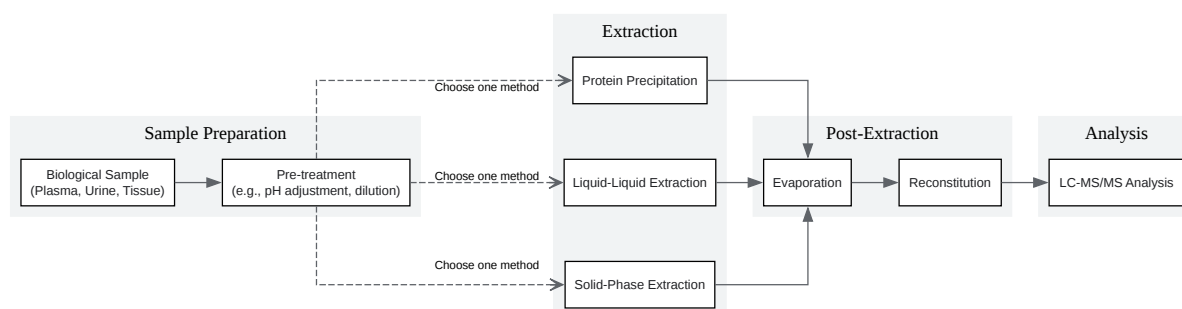 Extraction
Choose one method
Protein Precipitation
Sample Preparation
Post-Extraction
Analysis
Biological Sample
(Plasma, Urine, Tissue)
Pre-treatment
(e.g., pH adjustment, dilution)
Choose one method
Liquid-Liquid Extraction
Evaporation
Reconstitution
LC-MS/MS Analysis
Choose one method
Solid-Phase Extraction